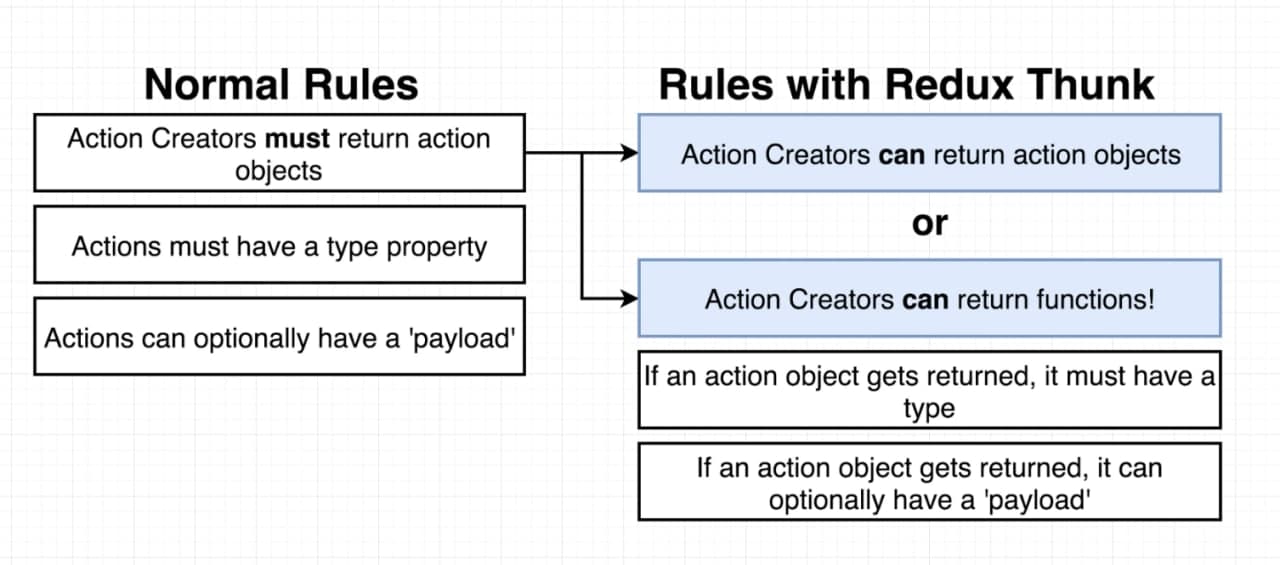 Normal Rules
Action Creators must return action
objects
Actions must have a type property
Actions can optionally have a 'payload'
Rules with Redux Thunk
Action Creators can return action objects
or
Action Creators can return functions!
If an action object gets returned, it must have a
type
If an action object gets returned, it can
optionally have a 'payload'